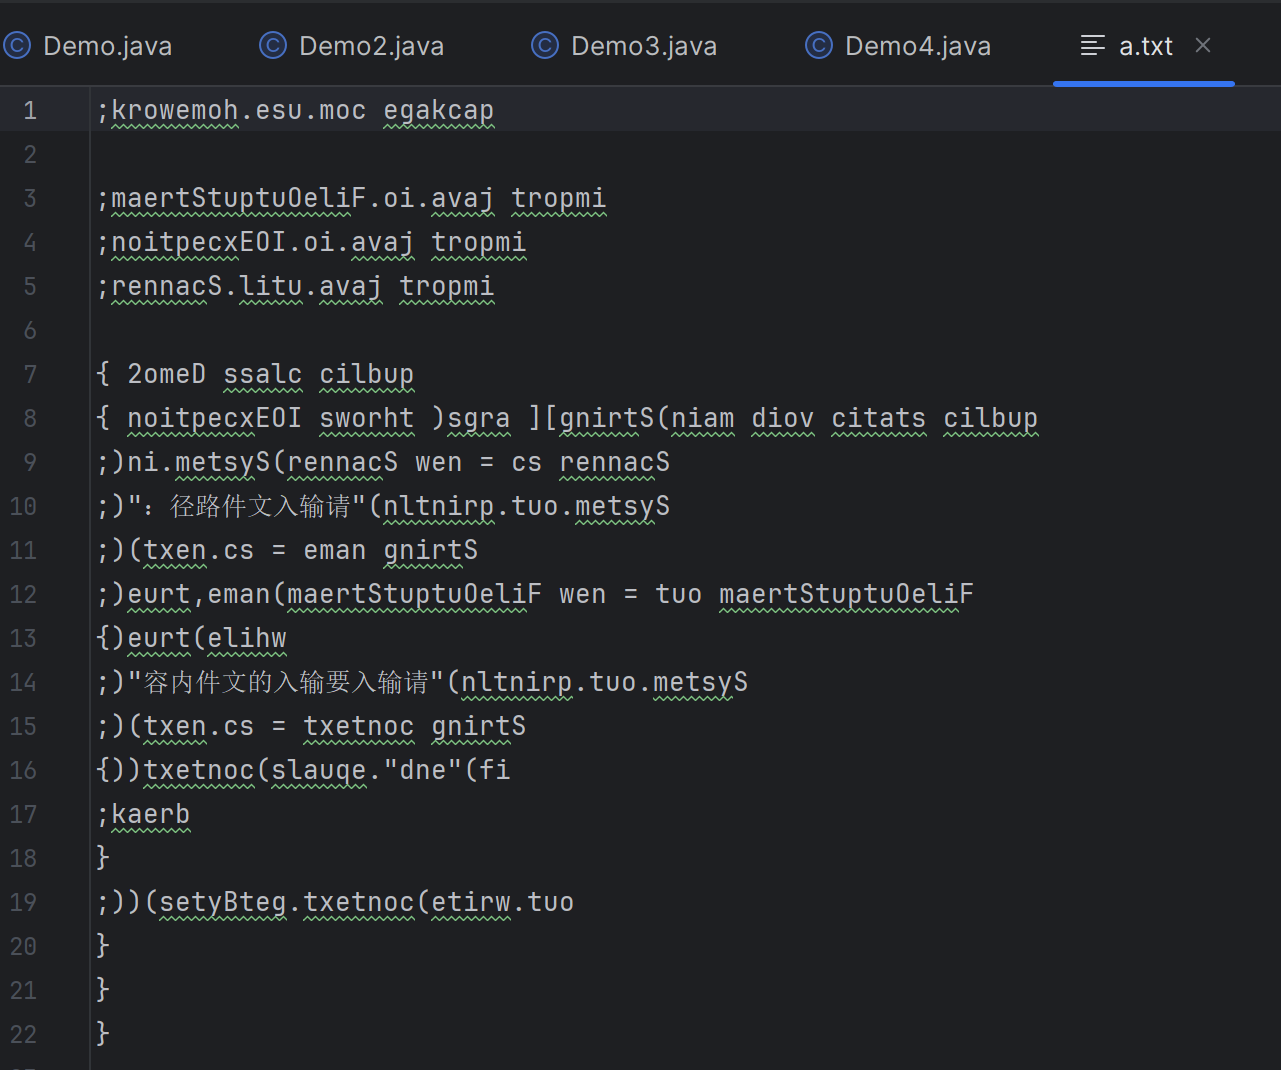 Demo.java Demo2.java Demo3.java Demo4.java a.txt
1 ;krowemoh.esu.moc egakcap
2
3 ;maertStuptuOeliF.oi.avaj tropmi
4 ;noitpecxEOI.oi.avaj tropmi
5 ;rennacS.litu.avaj tropmi
6
7 { 2omeD ssalc cilbup
8 { noitpecxEOI sworht )sgra ][gnirtS(niam diov citats cilbup
9 ;)ni.metsyS(rennacS wen = cs rennacS
10 ;)"：径路件文入输请"(nltnirp.tuo.metsyS
11 ;)(txen.cs = eman gnirtS
12 ;)eurt,eman(maertStuptuOeliF wen = tuo maertStuptuOeliF
13 {)eurt(elihw
14 ;)"容内件文的入输要入输请"(nltnirp.tuo.metsyS
15 ;)(txen.cs = txetnoc gnirtS
16 {))txetnoc(slauqe."dne"(fi
17 ;kaerb
18 }
19 ;))(setyBteg.txetnoc(etirw.tuo
20 }
21 }
22 }